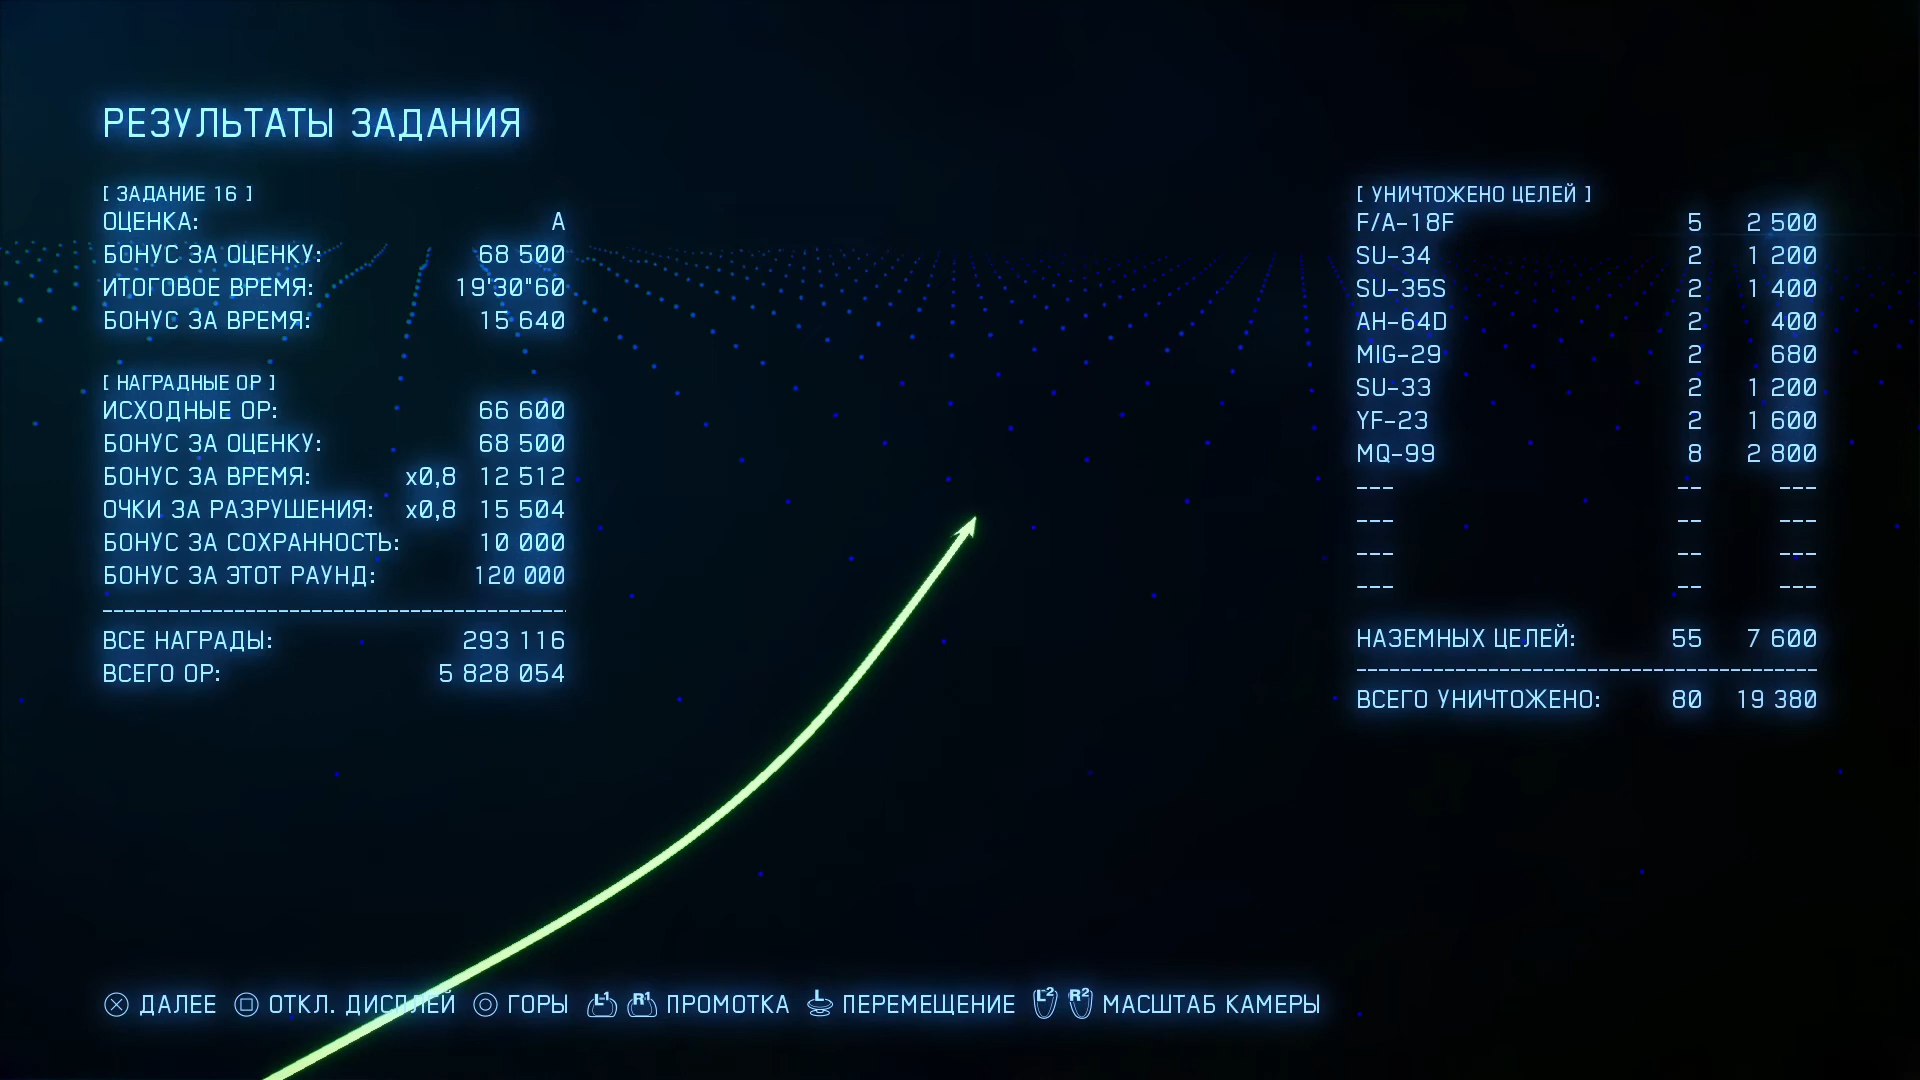 РЕЗУЛЬТАТЫ ЗАДАНИЯ
[ ЗАДАНИЕ 16 ]
ОЦЕНКА: A
БОНУС ЗА ОЦЕНКУ: 68 500
ИТОГОВОЕ ВРЕМЯ: 19'30"60
БОНУС ЗА ВРЕМЯ: 15 640
[ НАГРАДНЫЕ ОР ]
ИСХОДНЫЕ ОР: 66 600
БОНУС ЗА ОЦЕНКУ: 68 500
БОНУС ЗА ВРЕМЯ: x0,8 12 512
ОЧКИ ЗА РАЗРУШЕНИЯ: x0,8 15 504
БОНУС ЗА СОХРАННОСТЬ: 10 000
БОНУС ЗА ЭТОТ РАУНД: 120 000
ВСЕ НАГРАДЫ: 293 116
ВСЕГО ОР: 5 828 054
[ УНИЧТОЖЕНО ЦЕЛЕЙ ]
F/A-18F 5 2 500
SU-34 2 1 200
SU-35S 2 1 400
AH-64D 2 400
MIG-29 2 680
SU-33 2 1 200
YF-23 2 1 600
MQ-99 8 2 800
--- -- ---
--- -- ---
--- -- ---
--- -- ---
НАЗЕМНЫХ ЦЕЛЕЙ: 55 7 600
ВСЕГО УНИЧТОЖЕНО: 80 19 380
ДАЛЕЕ ОТКЛ. ДИСПЛЕЙ ГОРЫ L1 R1 ПРОМОТКА L ПЕРЕМЕЩЕНИЕ L2 R2 МАСШТАБ КАМЕРЫ